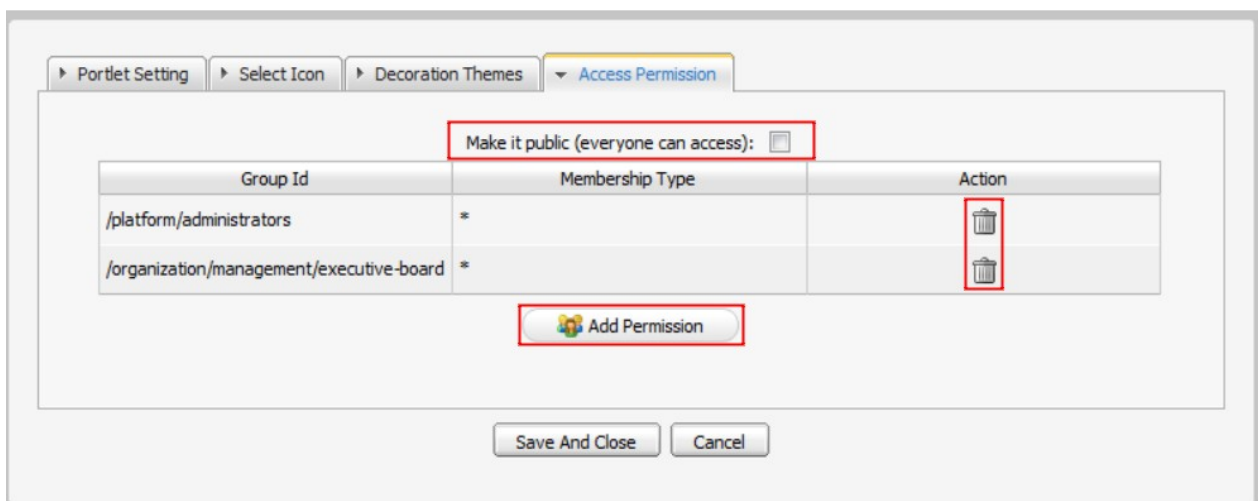 Portlet Setting Select Icon Decoration Themes Access Permission
Make it public (everyone can access):
Group Id Membership Type Action
/platform/administrators *
/organization/management/executive-board *
Add Permission
Save And Close Cancel